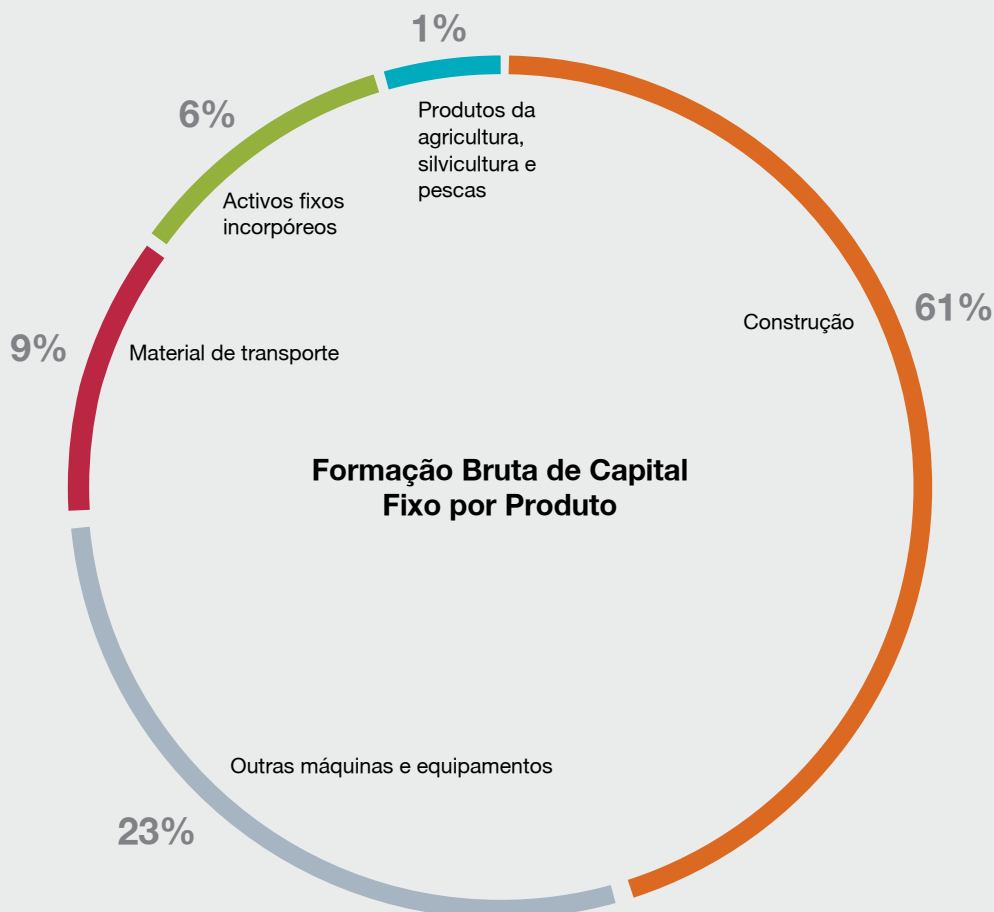 1%
Produtos da
agricultura,
silvicultura e
pescas
6%
Activos fixos
incorpóreos
61%
Construção
9%
Material de transporte
Formação Bruta de Capital
Fixo por Produto
Outras máquinas e equipamentos
23%